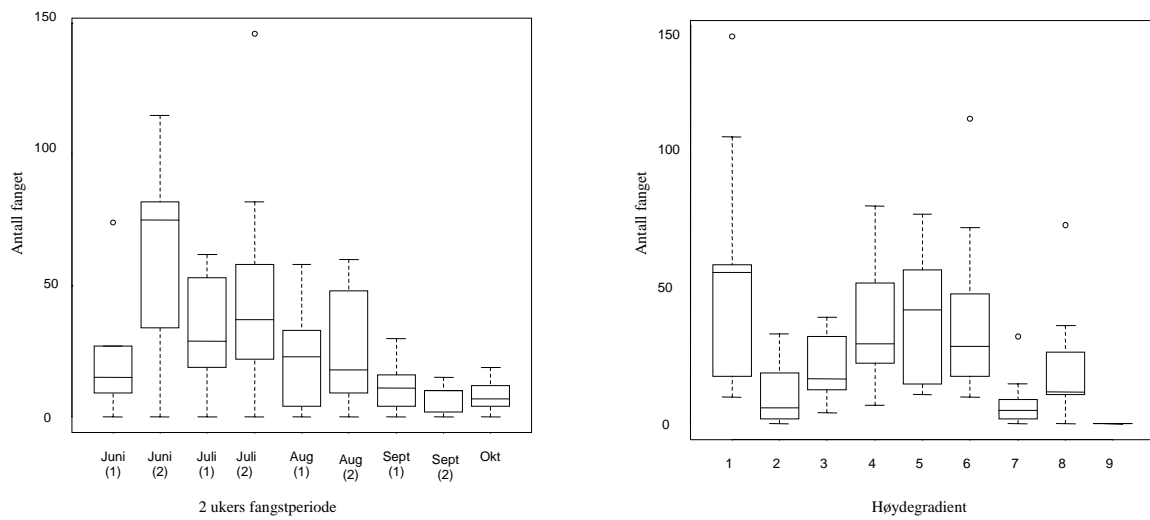 150
100
50
0
Antall fanget
Juni (1)
Juni (2)
Juli (1)
Juli (2)
Aug (1)
Aug (2)
Sept (1)
Sept (2)
Okt
2 ukers fangstperiode
150
100
50
0
Antall fanget
1 2 3 4 5 6 7 8 9
Høydegradient